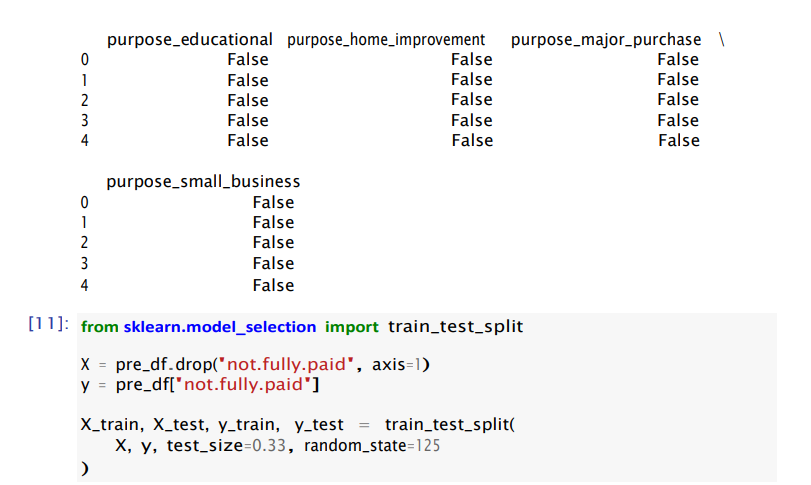 purpose_educational purpose_home_improvement purpose_major_purchase \
0 False False False
1 False False False
2 False False False
3 False False False
4 False False False
purpose_small_business
0 False
1 False
2 False
3 False
4 False
[11]: from sklearn.model_selection import train_test_split
X = pre_df.drop('not.fully.paid', axis=1)
y = pre_df['not.fully.paid']
X_train, X_test, y_train, y_test = train_test_split(
X, y, test_size=0.33, random_state=125
)